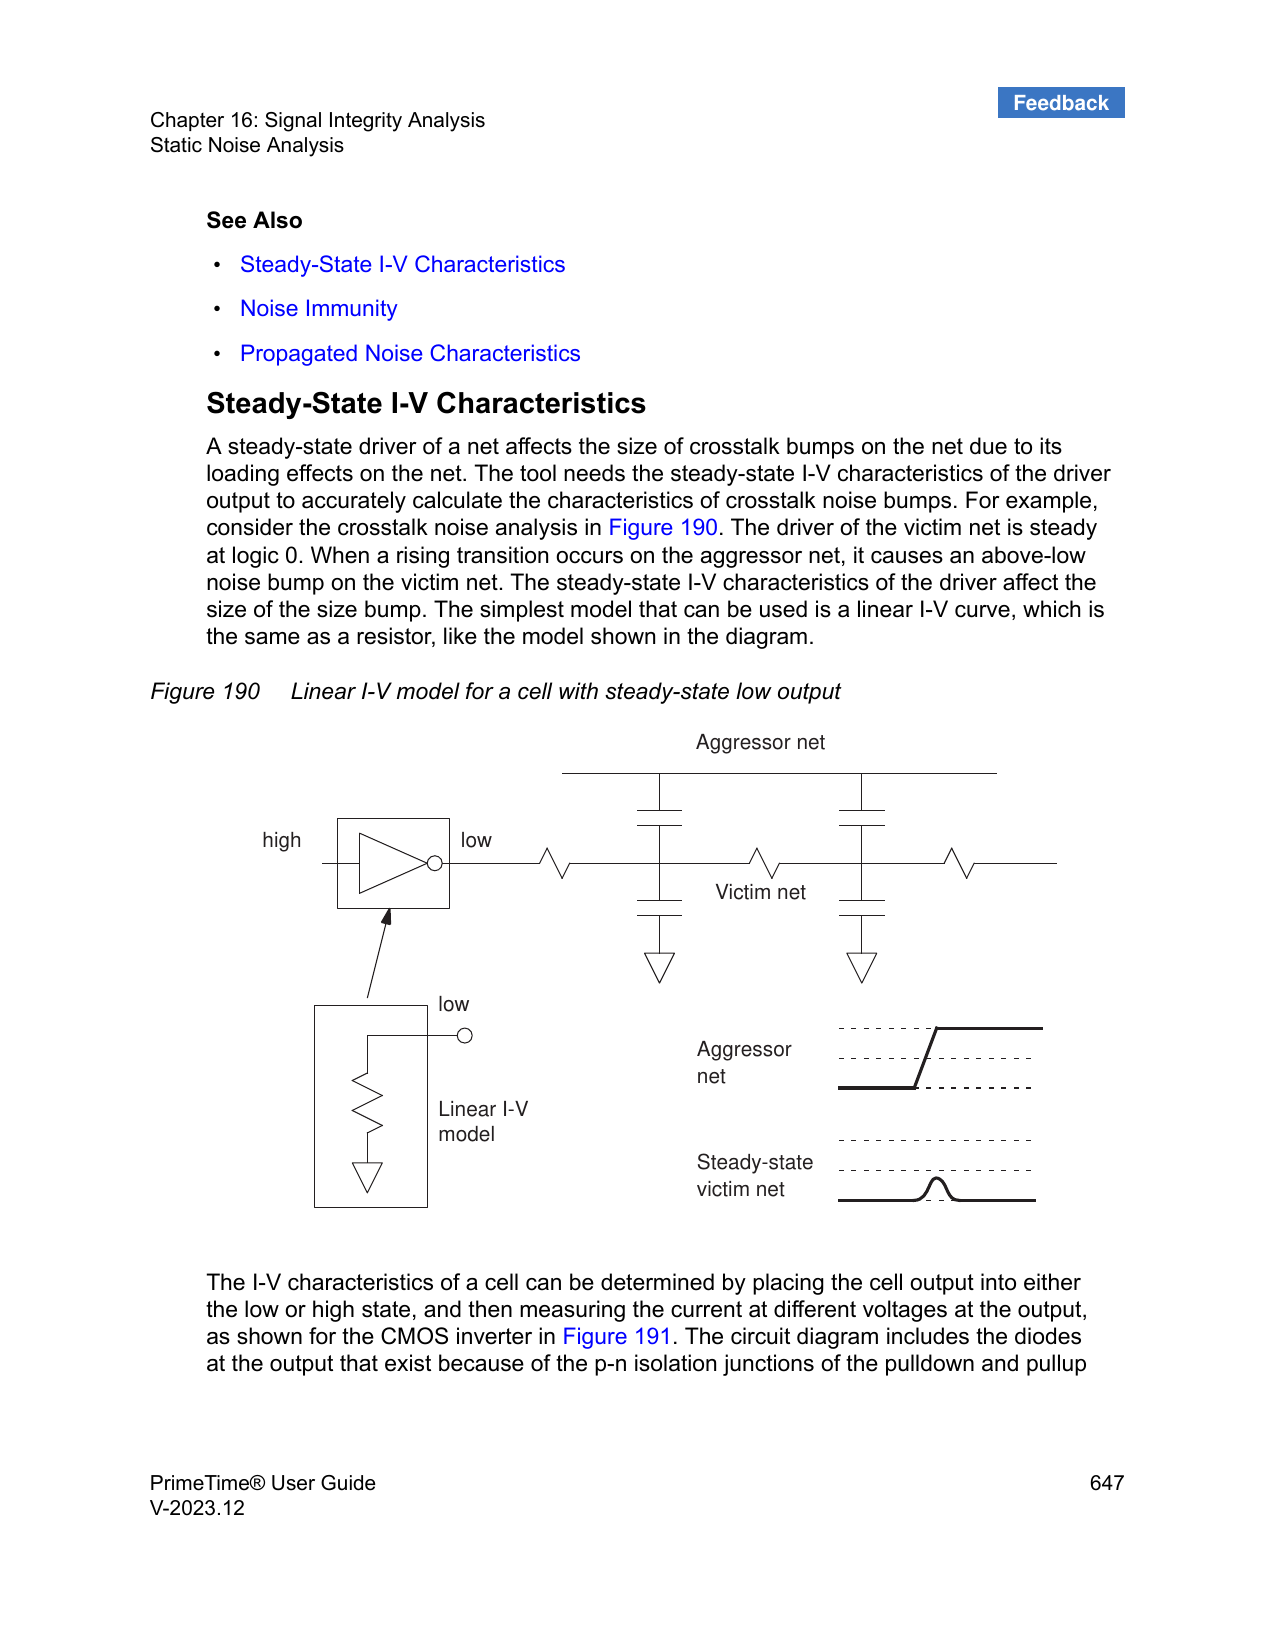 Feedback
Chapter 16: Signal Integrity Analysis
Static Noise Analysis
See Also
• Steady-State I-V Characteristics
• Noise Immunity
• Propagated Noise Characteristics
Steady-State I-V Characteristics
A steady-state driver of a net affects the size of crosstalk bumps on the net due to its
loading effects on the net. The tool needs the steady-state I-V characteristics of the driver
output to accurately calculate the characteristics of crosstalk noise bumps. For example,
consider the crosstalk noise analysis in Figure 190. The driver of the victim net is steady
at logic 0. When a rising transition occurs on the aggressor net, it causes an above-low
noise bump on the victim net. The steady-state I-V characteristics of the driver affect the
size of the size bump. The simplest model that can be used is a linear I-V curve, which is
the same as a resistor, like the model shown in the diagram.
Figure 190 Linear I-V model for a cell with steady-state low output
Aggressor net
high
low
Victim net
low
Linear I-V
model
Aggressor
net
Steady-state
victim net
The I-V characteristics of a cell can be determined by placing the cell output into either
the low or high state, and then measuring the current at different voltages at the output,
as shown for the CMOS inverter in Figure 191. The circuit diagram includes the diodes
at the output that exist because of the p-n isolation junctions of the pulldown and pullup
PrimeTime® User Guide 647
V-2023.12